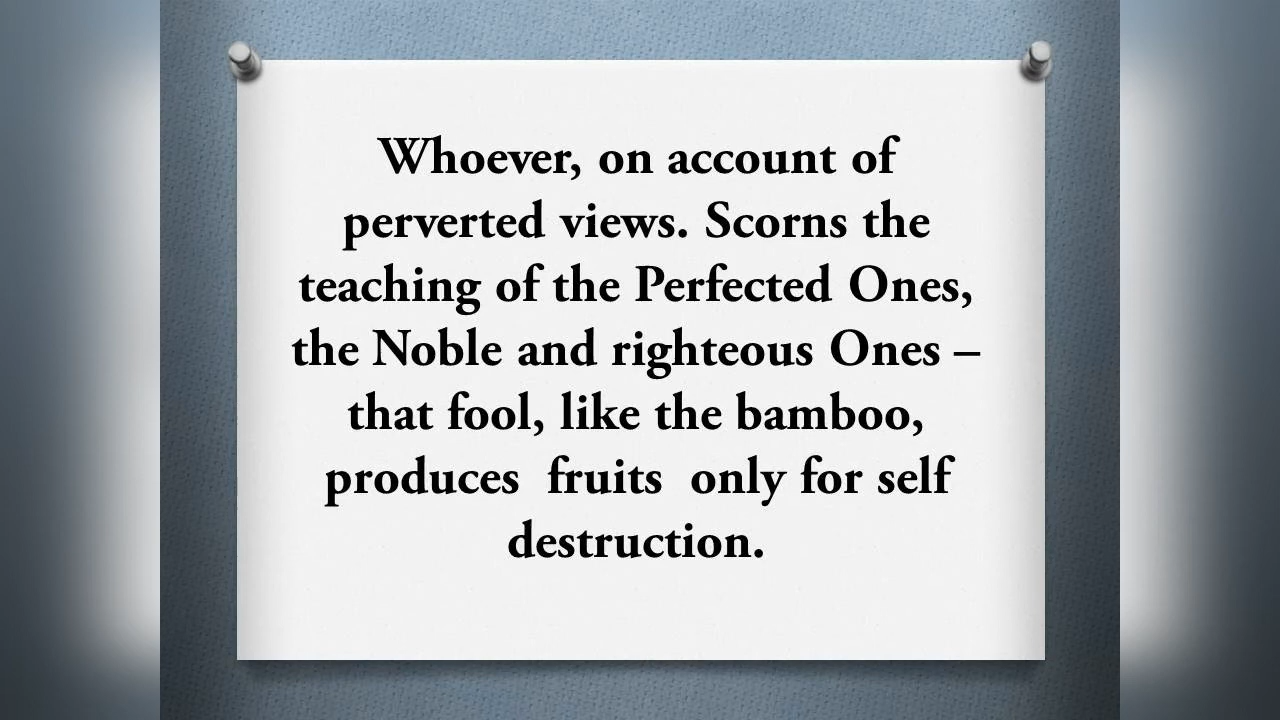 Whoever, on account of
perverted views. Scorns the
teaching of the Perfected Ones,
the Noble and righteous Ones –
that fool, like the bamboo,
produces  fruits  only for self
destruction.